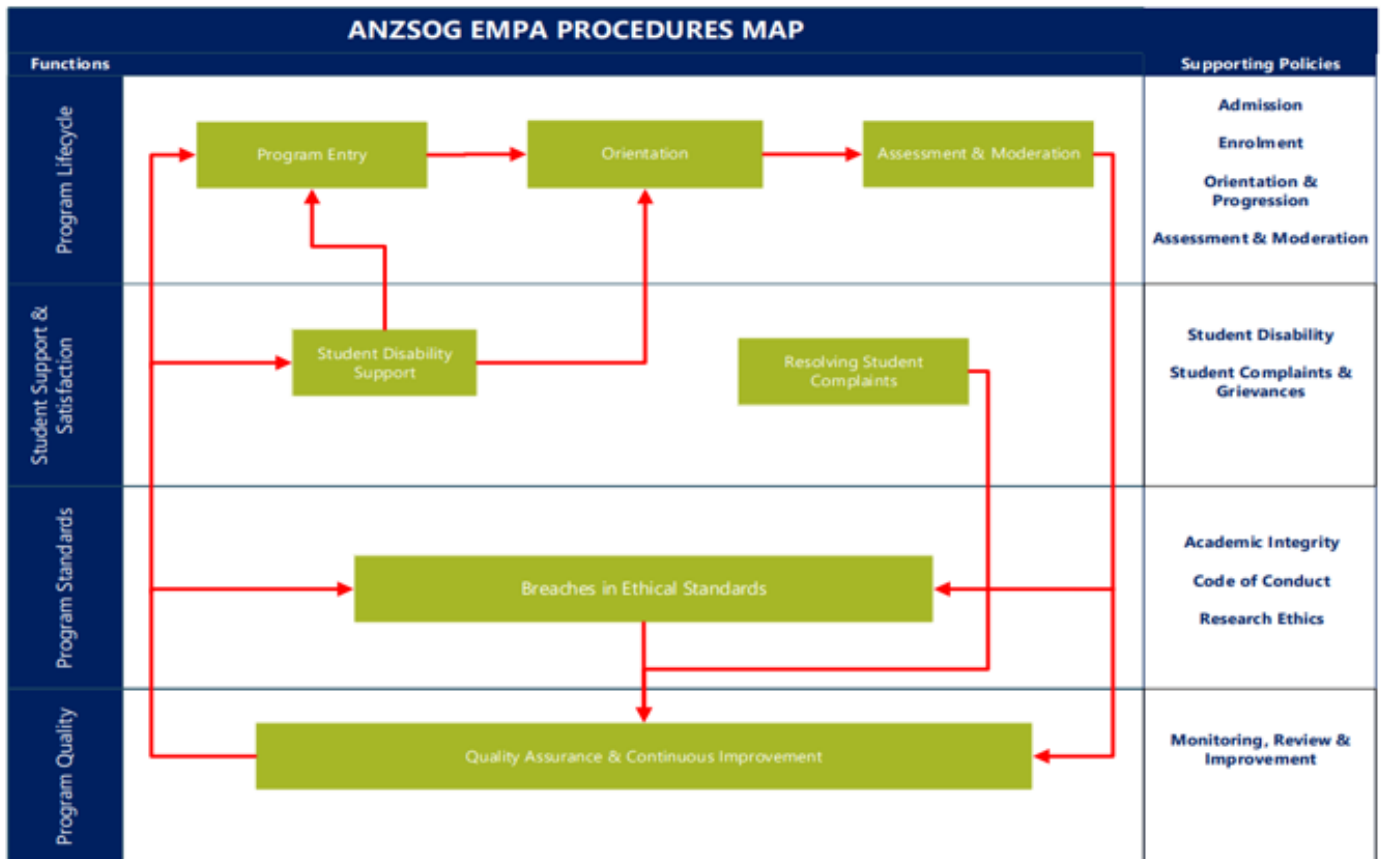 ANZSOG EMPA PROCEDURES MAP
Functions
Supporting Policies
Program Lifecycle
Program Entry
Orientation
Assessment & Moderation
Admission
Enrolment
Orientation &
Progression
Assessment & Moderation
Student Support &
Satisfaction
Student Disability
Support
Resolving Student
Complaints
Student Disability
Student Complaints &
Grievances
Program Standards
Breaches in Ethical Standards
Academic Integrity
Code of Conduct
Research Ethics
Program Quality
Quality Assurance & Continuous Improvement
Monitoring, Review &
Improvement